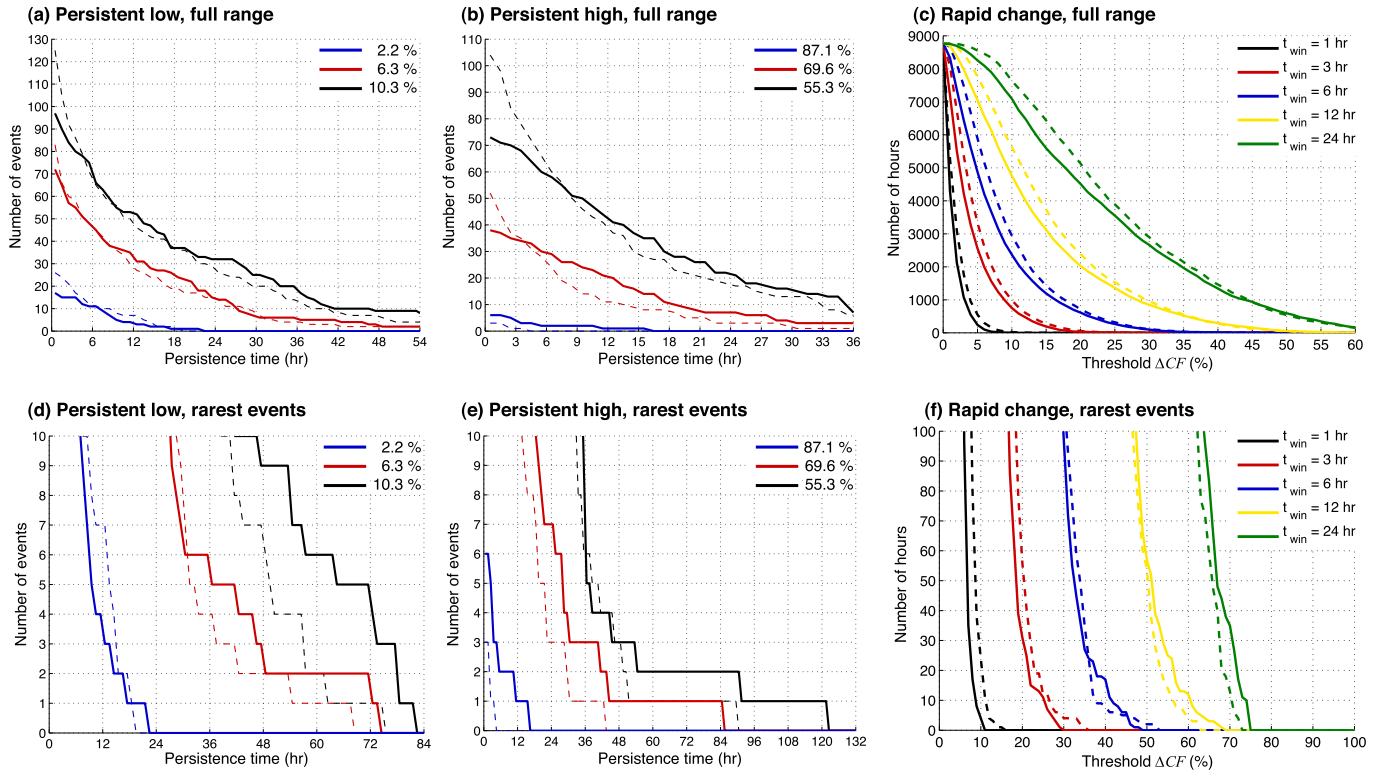 (a) Persistent low, full range
130
120
110
100
90
80
70
60
50
40
30
20
10
0
Number of events
0 6 12 18 24 30 36 42 48 54
Persistence time (hr)
2.2 %
6.3 %
10.3 %
(b) Persistent high, full range
110
100
90
80
70
60
50
40
30
20
10
0
Number of events
0 3 6 9 12 15 18 21 24 27 30 33 36
Persistence time (hr)
87.1 %
69.6 %
55.3 %
(c) Rapid change, full range
9000
8000
7000
6000
5000
4000
3000
2000
1000
0
Number of hours
0 5 10 15 20 25 30 35 40 45 50 55 60
Threshold ΔCF (%)
t win = 1 hr
t win = 3 hr
t win = 6 hr
t win = 12 hr
t win = 24 hr
(d) Persistent low, rarest events
10
9
8
7
6
5
4
3
2
1
0
Number of events
0 12 24 36 48 60 72 84
Persistence time (hr)
2.2 %
6.3 %
10.3 %
(e) Persistent high, rarest events
10
9
8
7
6
5
4
3
2
1
0
Number of events
0 12 24 36 48 60 72 84 96 108 120 132
Persistence time (hr)
87.1 %
69.6 %
55.3 %
(f) Rapid change, rarest events
100
90
80
70
60
50
40
30
20
10
0
Number of hours
0 10 20 30 40 50 60 70 80 90 100
Threshold ΔCF (%)
t win = 1 hr
t win = 3 hr
t win = 6 hr
t win = 12 hr
t win = 24 hr